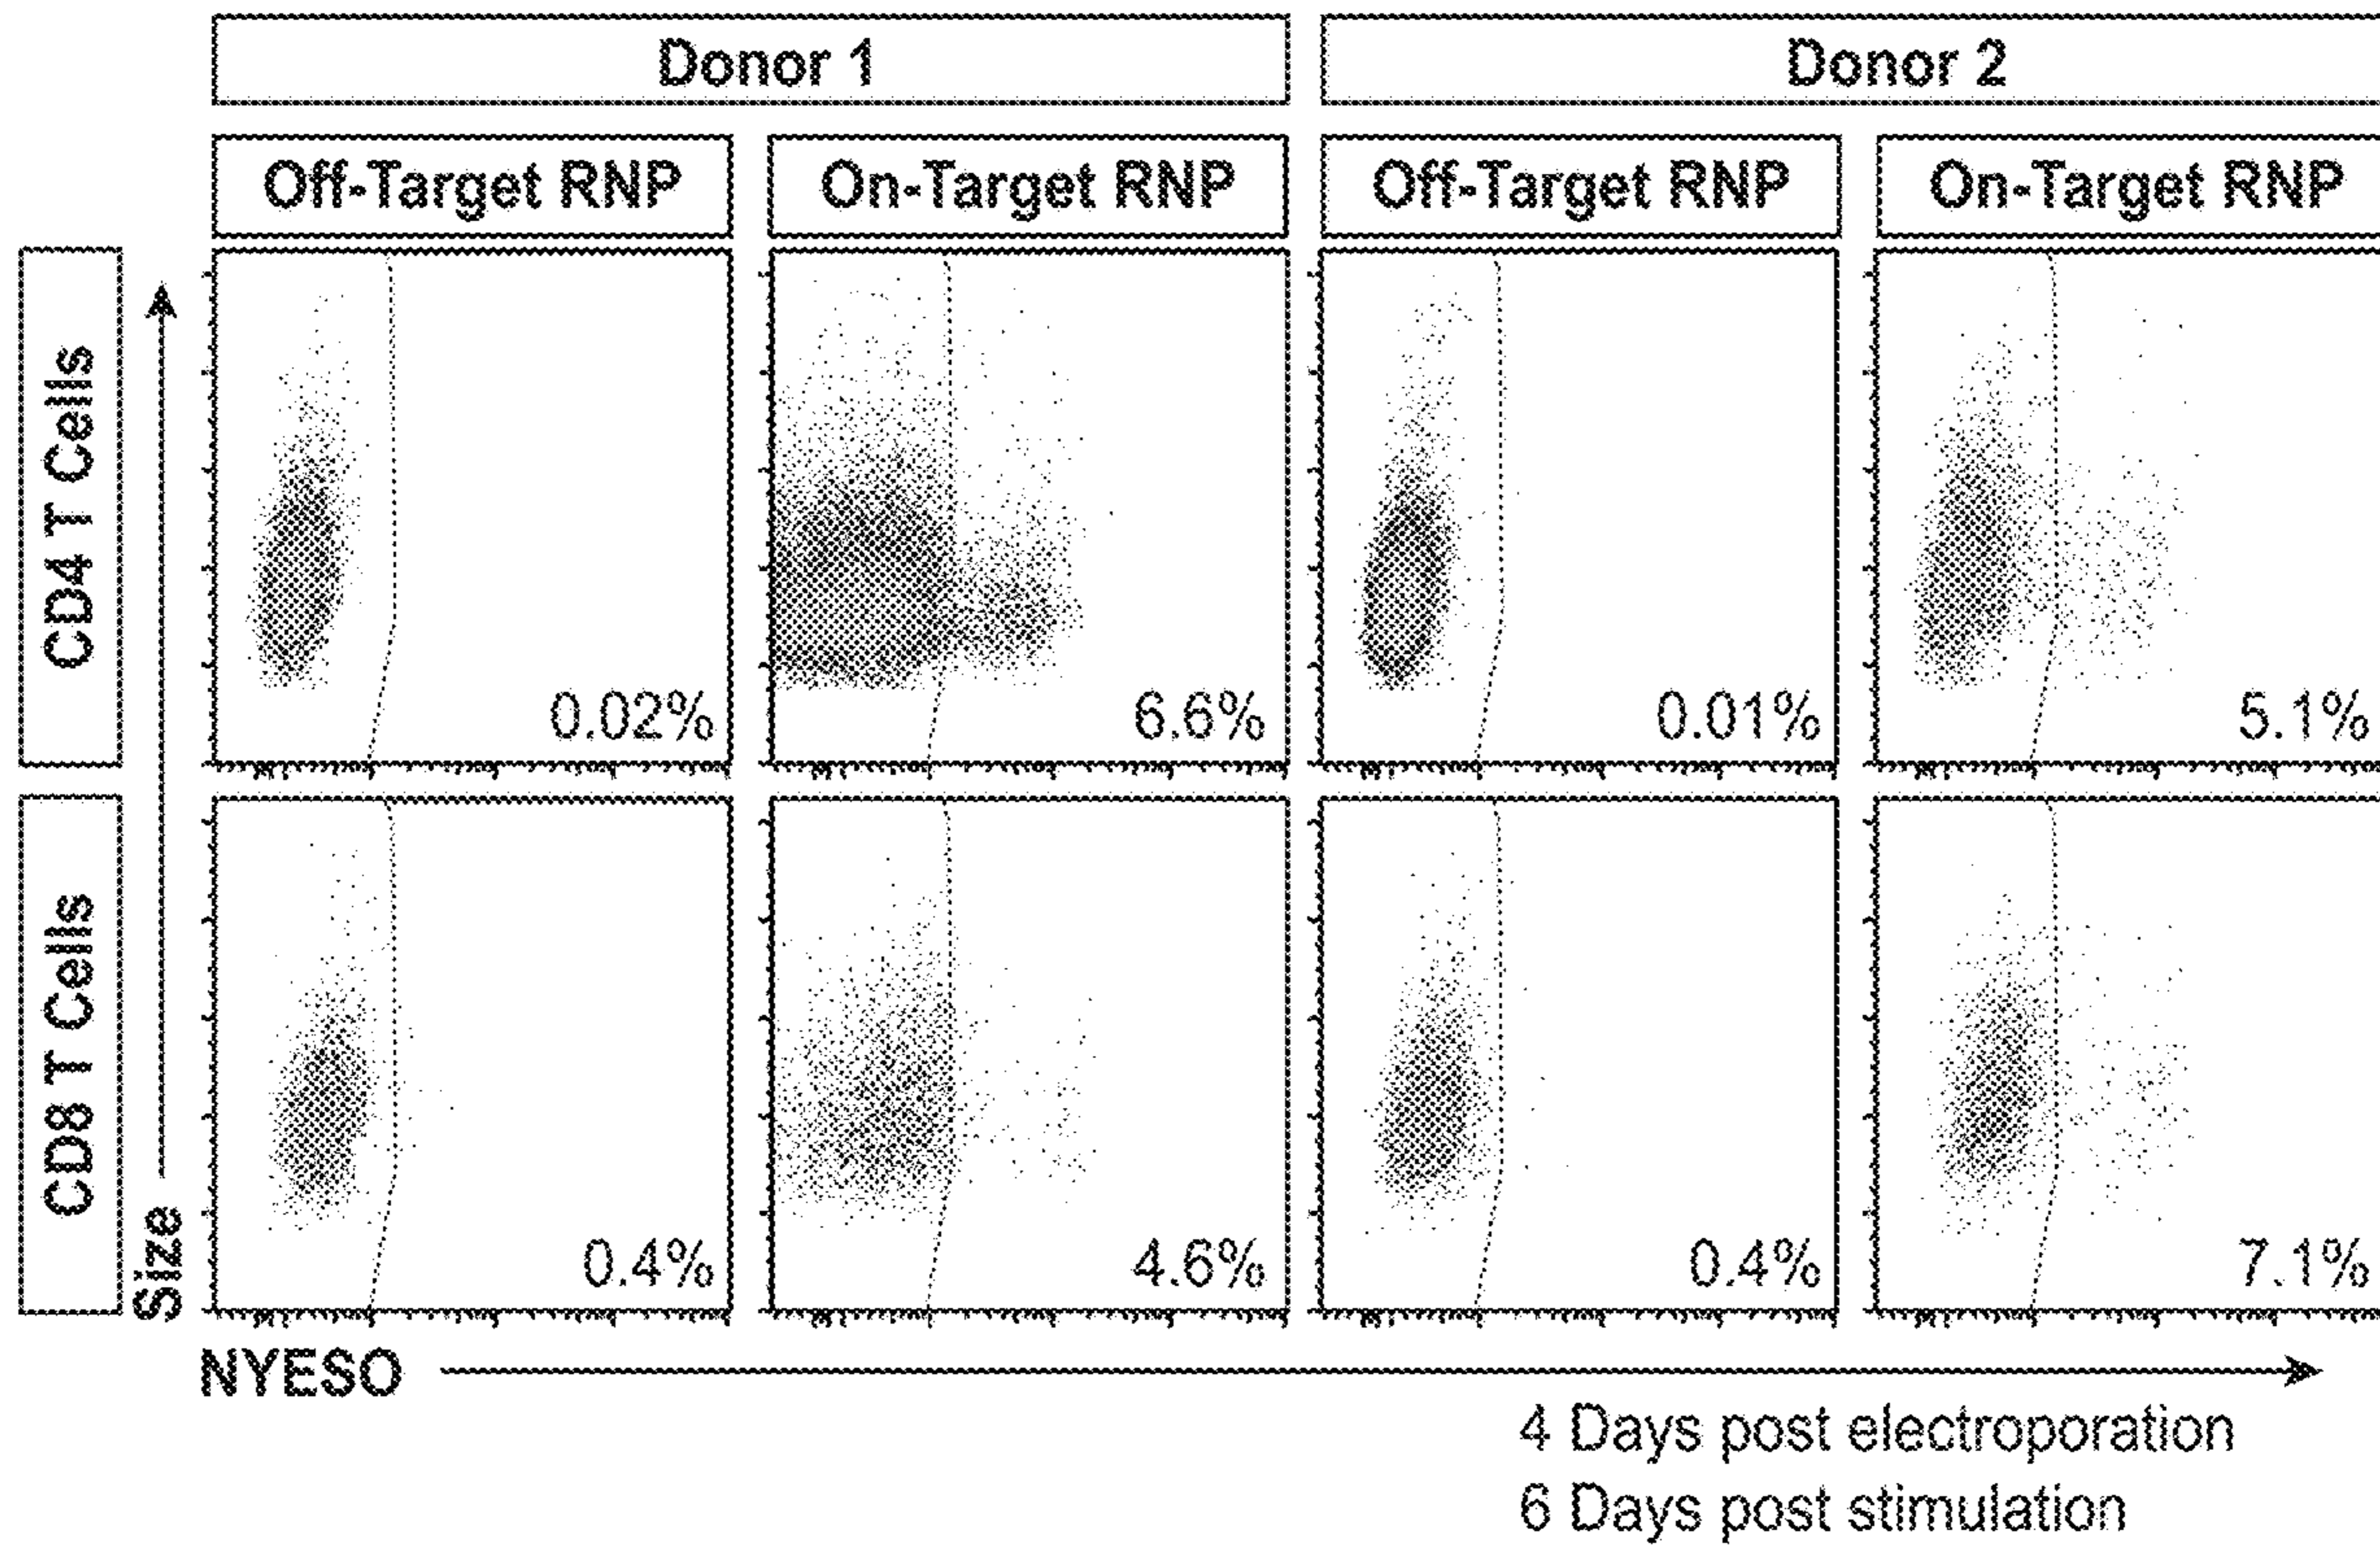 Donor 1
Donor 2
Off-Target RNP
On-Target RNP
Off-Target RNP
On-Target RNP
CD4 T Cells
0.02%
6.6%
0.01%
5.1%
CD8 T Cells
Size
0.4%
4.6%
0.4%
7.1%
NYESO
4 Days post electroporation
6 Days post stimulation